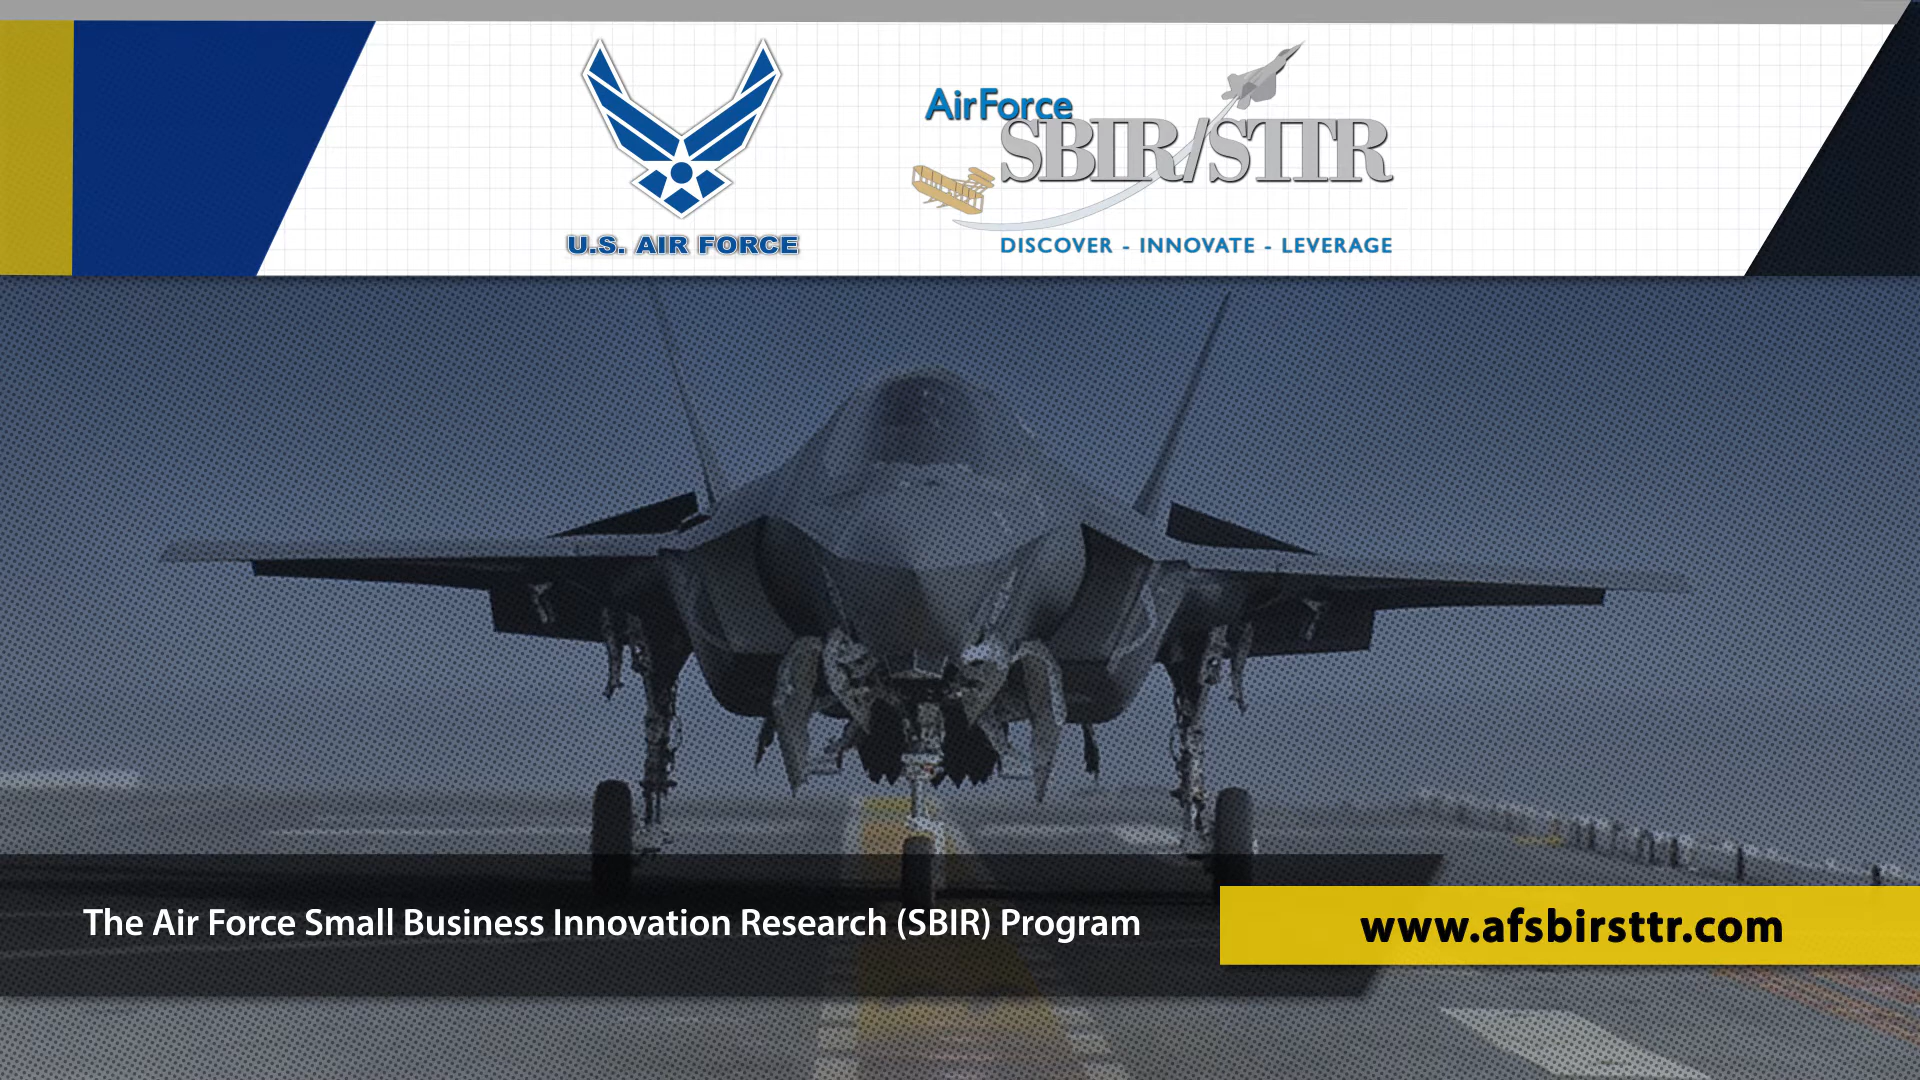 AirForce
SBIR/STTR
U.S. AIR FORCE
DISCOVER - INNOVATE - LEVERAGE
The Air Force Small Business Innovation Research (SBIR) Program
www.afsbirsttr.com